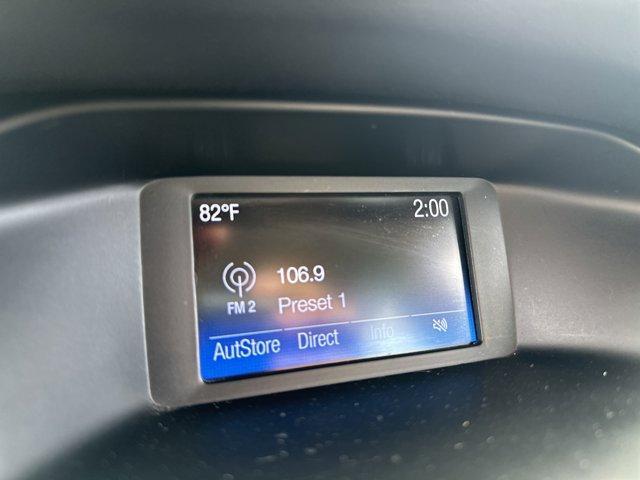 82°F 2:00
106.9
FM 2 Preset 1
AutStore Direct Info